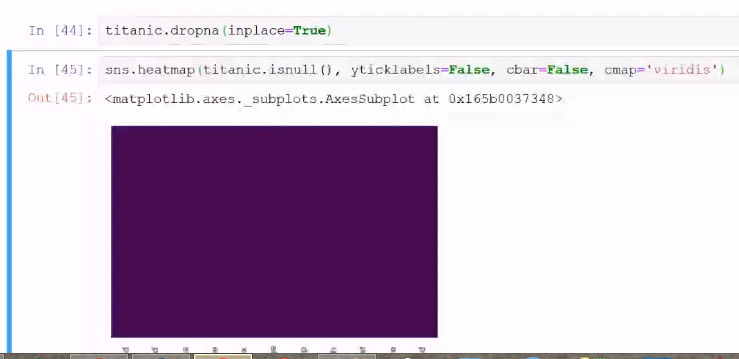 In [44]: titanic.dropna(inplace=True)
In [45]: sns.heatmap(titanic.isnull(), yticklabels=False, cbar=False, cmap='viridis')
Out[45]: <matplotlib.axes._subplots.AxesSubplot at 0x165b0037348>